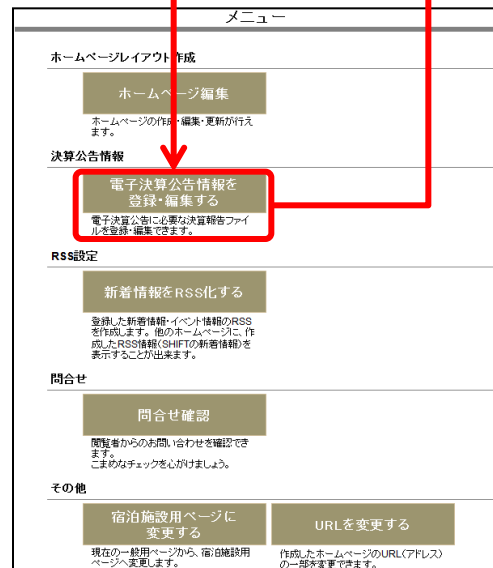 メニュー
ホームページレイアウト作成
ホームページ編集
ホームページの作成・編集・更新が行え
ます。
決算公告情報
電子決算公告情報を
登録・編集する
電子決算公告に必要な決算報告ファイ
ルを登録・編集できます。
RSS設定
新着情報をRSS化する
登録した新着情報・イベント情報のRSS
を作成します。他のホームページに、作
成したRSS情報(SHIFTの新着情報)を
表示することが出来ます。
問合せ
問合せ確認
閲覧者からのお問い合わせを確認でき
ます。
こまめなチェックを心がけましょう。
その他
宿泊施設用ページに
変更する
現在の一般用ページから、宿泊施設用
ページへ変更します。
URLを変更する
作成したホームページのURL(アドレス)
の一部を変更できます。